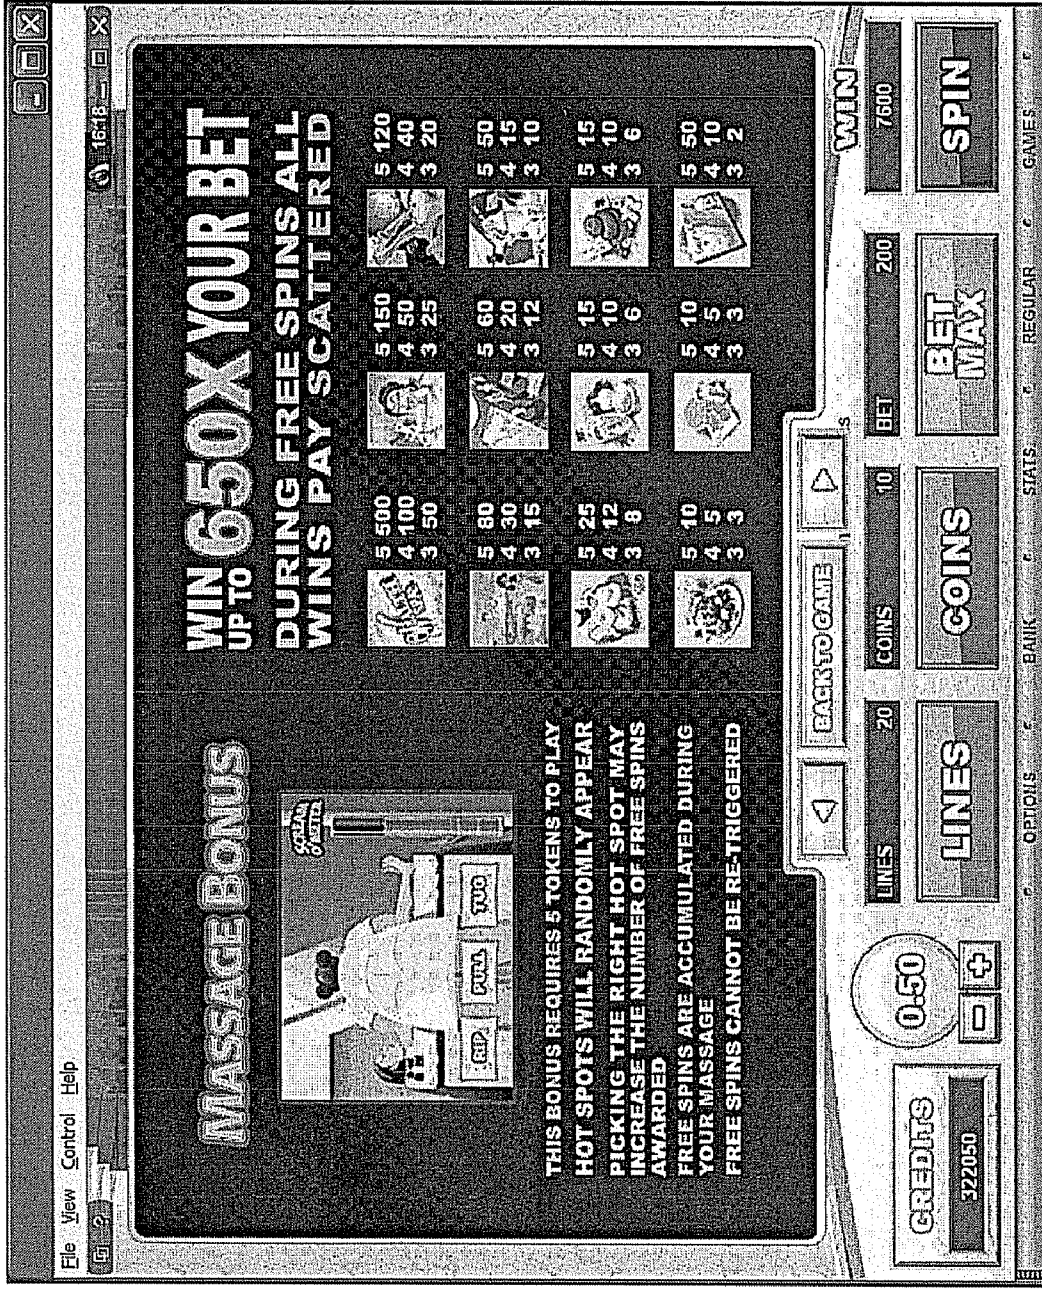 File View Control Help
? 16:18
MASSAGE BONUS
SCREAM
O'METER
RIP PULL TUG
THIS BONUS REQUIRES 5 TOKENS TO PLAY
HOT SPOTS WILL RANDOMLY APPEAR
PICKING THE RIGHT HOT SPOT MAY
INCREASE THE NUMBER OF FREE SPINS
AWARDED
FREE SPINS ARE ACCUMULATED DURING
YOUR MASSAGE
FREE SPINS CANNOT BE RE-TRIGGERED
WIN 650X YOUR BET
UP TO
DURING FREE SPINS ALL
WINS PAY SCATTERED
5 500 5 150 5 120
4 100 4 50 4 40
3 50 3 25 3 20
5 80 5 60 5 50
4 30 4 20 4 15
3 15 3 12 3 10
5 25 5 15 5 15
4 12 4 10 4 10
3 8 3 6 3 6
5 10 5 10 5 50
4 5 4 5 4 10
3 3 3 3 3 2
BACK TO GAME
WIN
CREDITS
322050
0.50
LINES 20 COINS 10 BET 200 7600
LINES COINS BET MAX SPIN
OPTIONS BANK STATS REGULAR GAMES